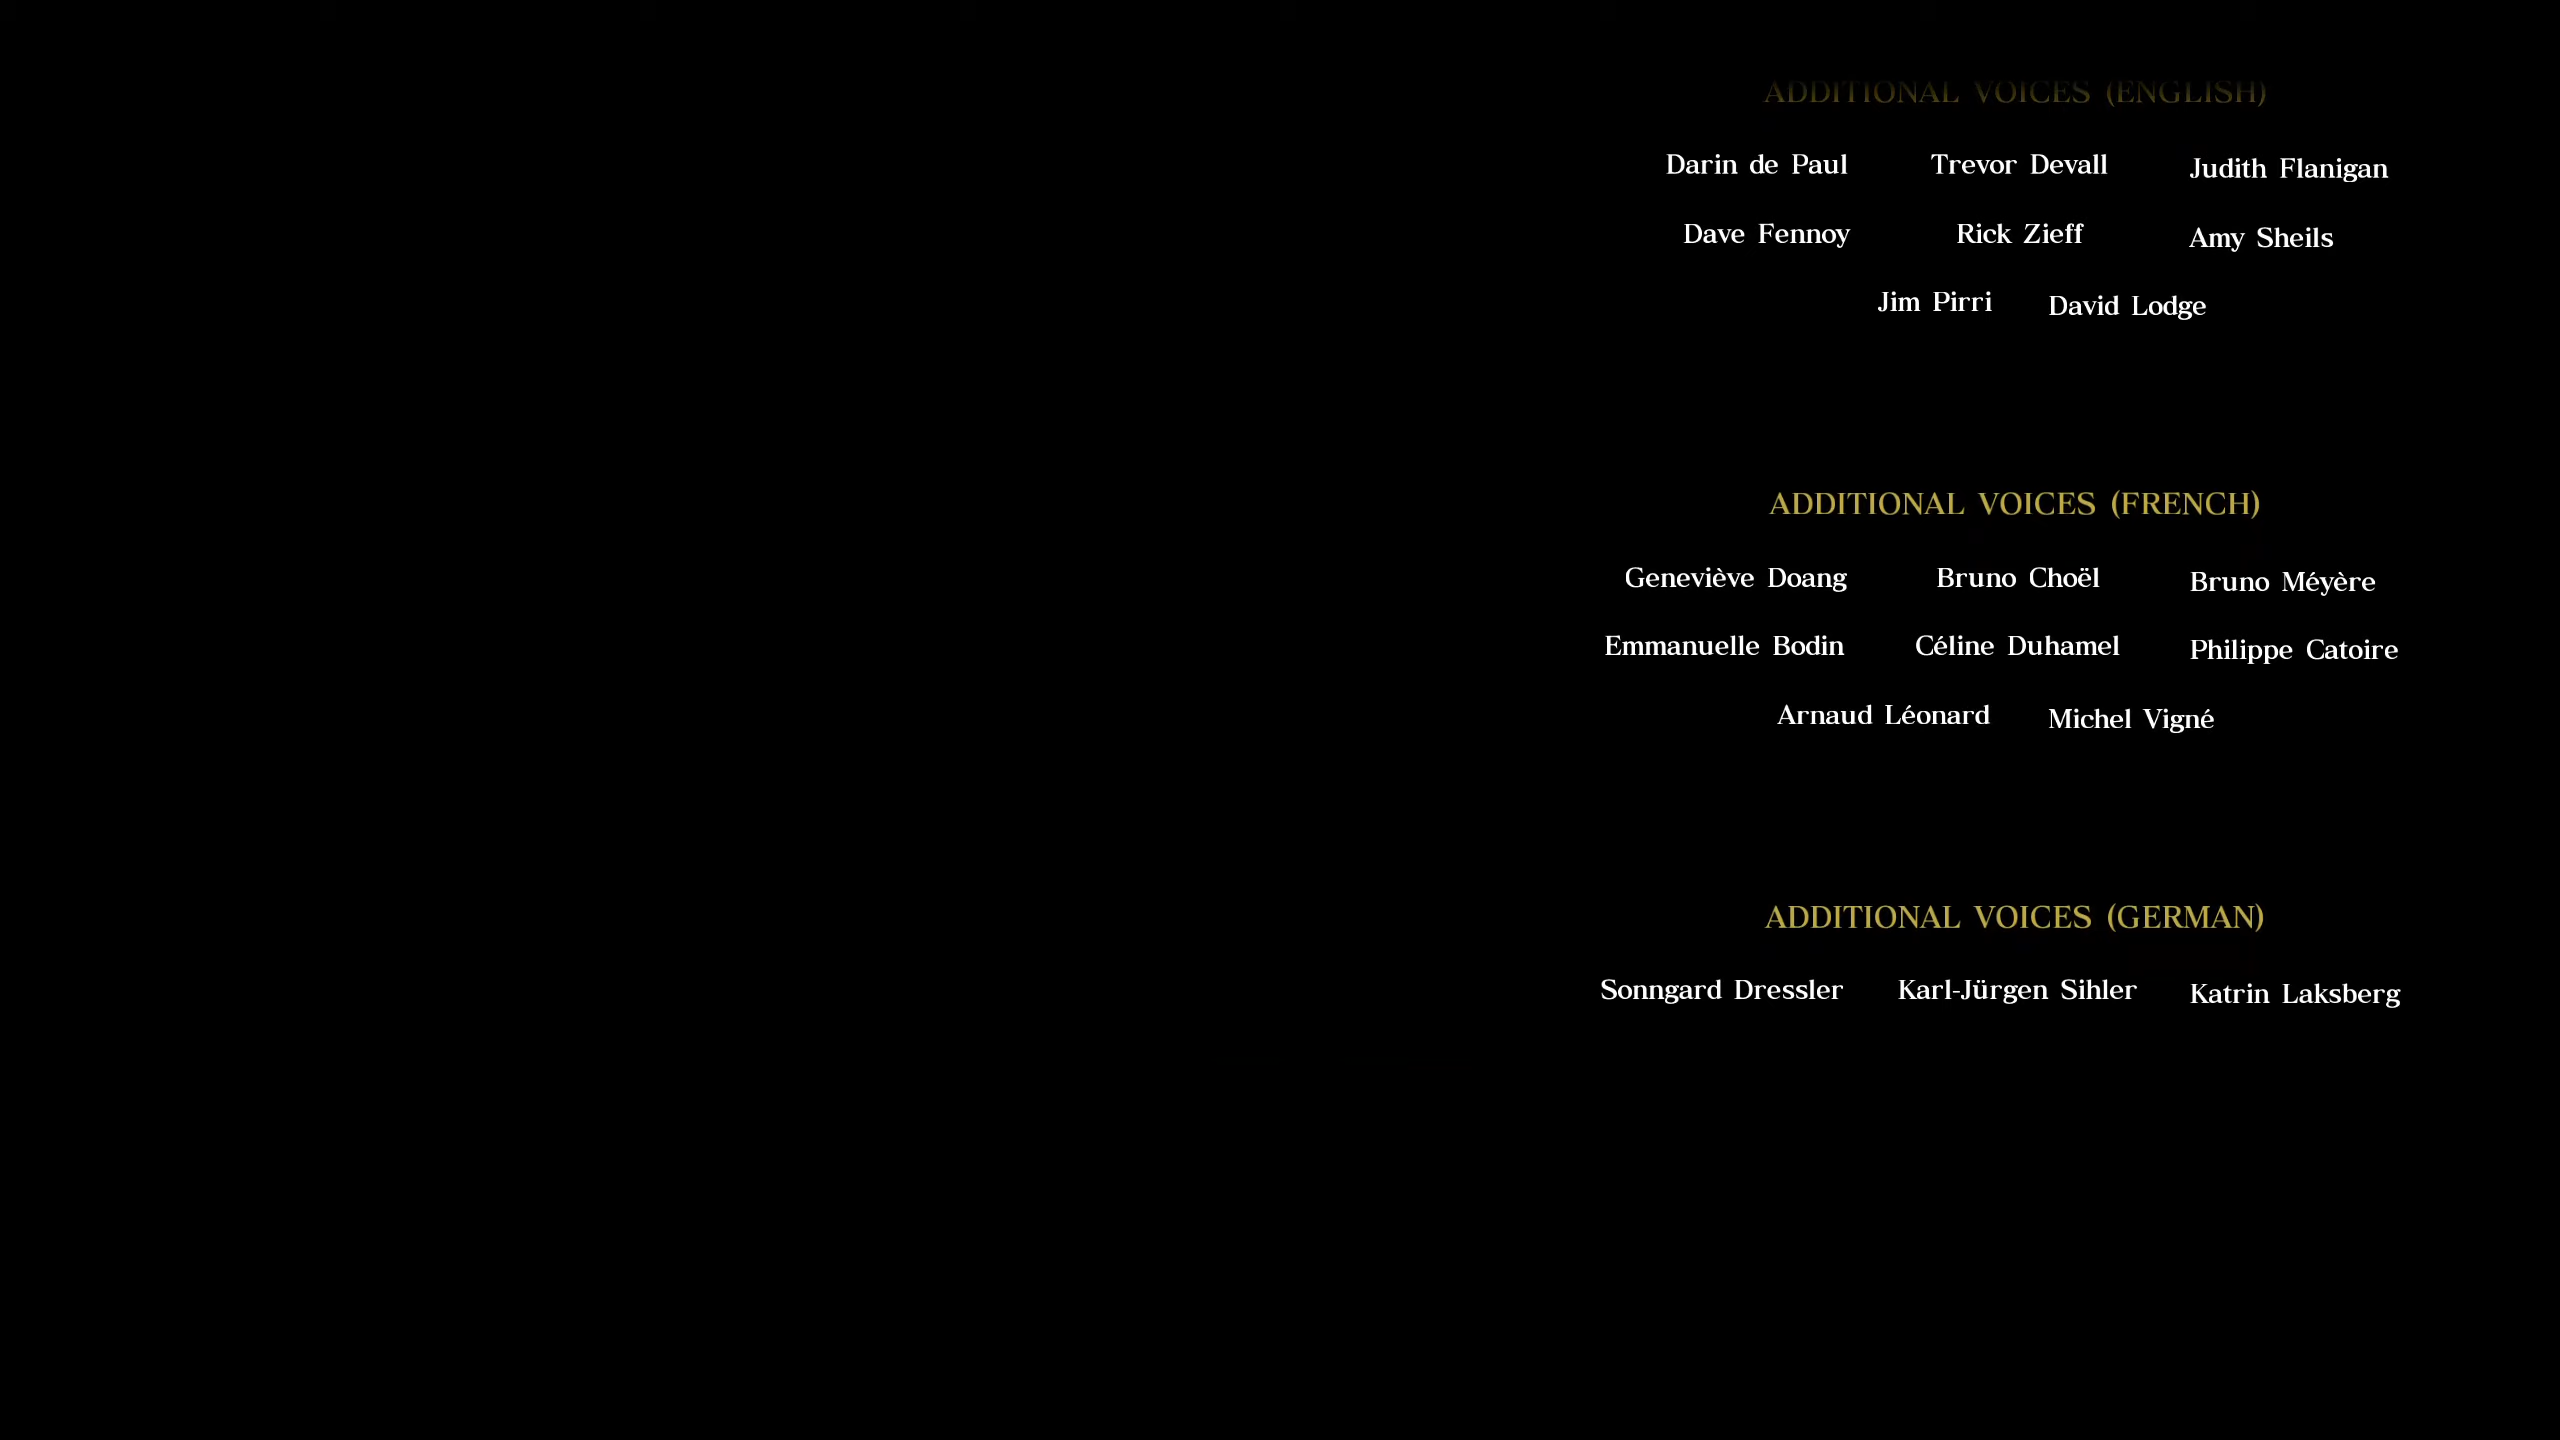 ADDITIONAL VOICES (ENGLISH)
Darin de Paul Trevor Devall Judith Flanigan
Dave Fennoy Rick Zieff Amy Sheils
Jim Pirri David Lodge
ADDITIONAL VOICES (FRENCH)
Geneviève Doang Bruno Choël Bruno Méyère
Emmanuelle Bodin Céline Duhamel Philippe Catoire
Arnaud Léonard Michel Vigné
ADDITIONAL VOICES (GERMAN)
Sonngard Dressler Karl-Jürgen Sihler Katrin Laksberg